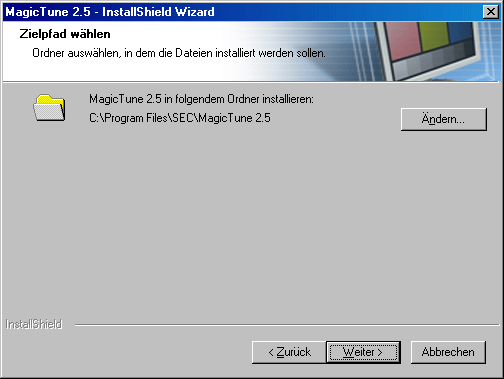 MagicTune 2.5 - InstallShield Wizard
Zielpfad wählen
Ordner auswählen, in dem die Dateien installiert werden sollen.
MagicTune 2.5 in folgendem Ordner installieren:
C:\Program Files\SEC\MagicTune 2.5
Ändern...
InstallShield
< Zurück
Weiter >
Abbrechen